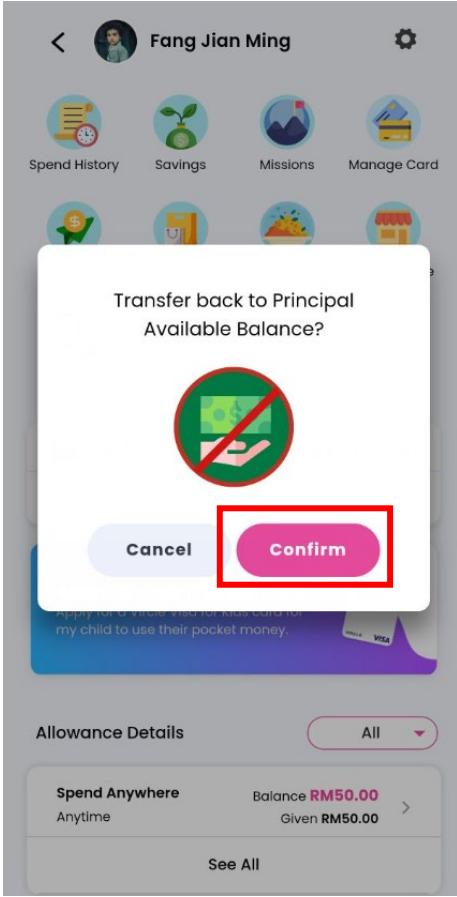 Fang Jian Ming
Spend History
Savings
Missions
Manage Card
Transfer back to Principal
Available Balance?
Cancel
Confirm
Apply for a Vircle Visa for Kids card for
my child to use their pocket money.
VISA
Allowance Details
All
Spend Anywhere
Balance RM50.00
Anytime
Given RM50.00
See All